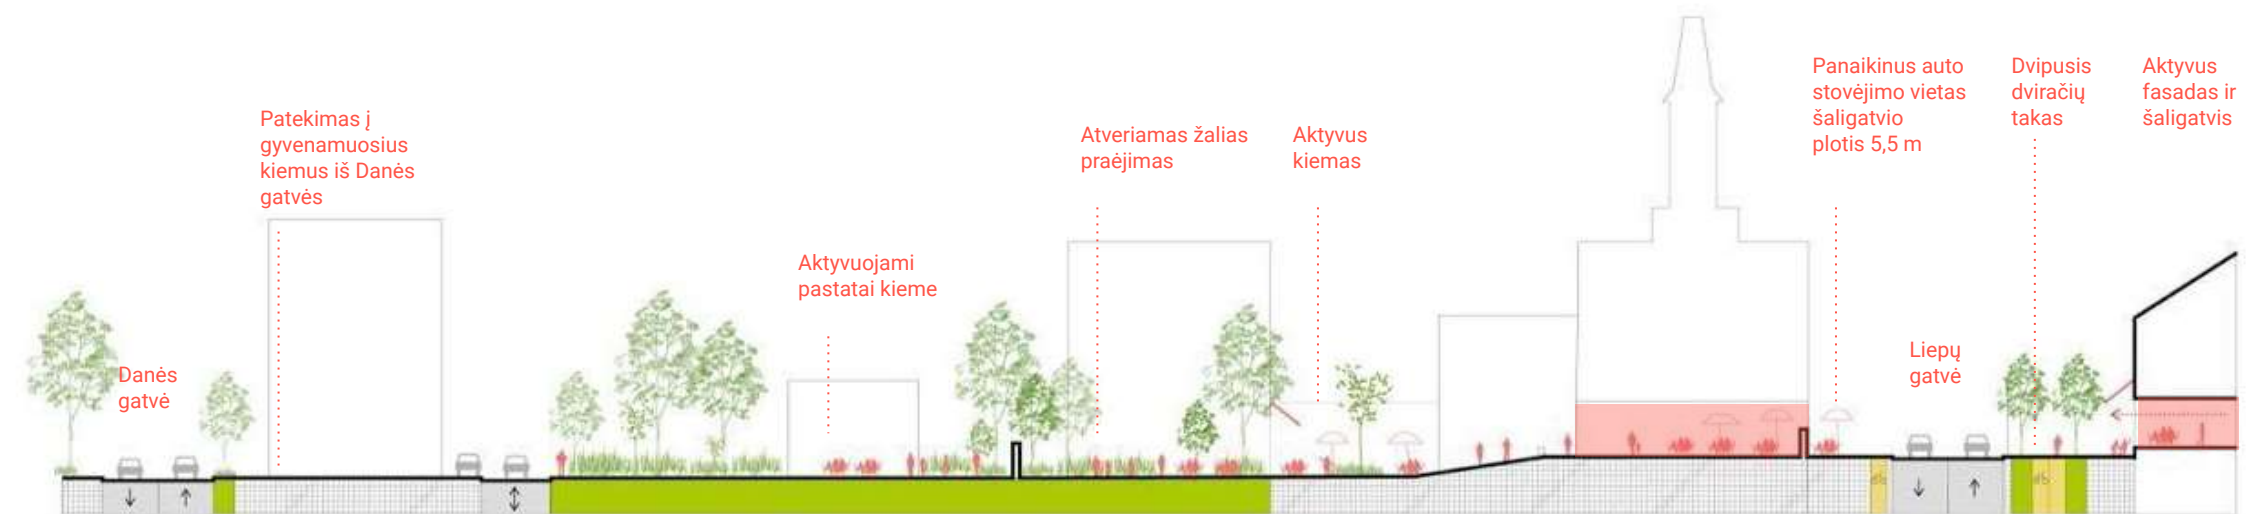 Patekimas į
gyvenamuosius
kiemus iš Danės
gatvės
Danės
gatvė
Aktyvuojami
pastatai kieme
Atveriamas žalias
praėjimas
Aktyvus
kiemas
Panaikinus auto
stovėjimo vietas
šaligatvio
plotis 5,5 m
Liepų
gatvė
Dvipusis
dviračių
takas
Aktyvus
fasadas ir
šaligatvis